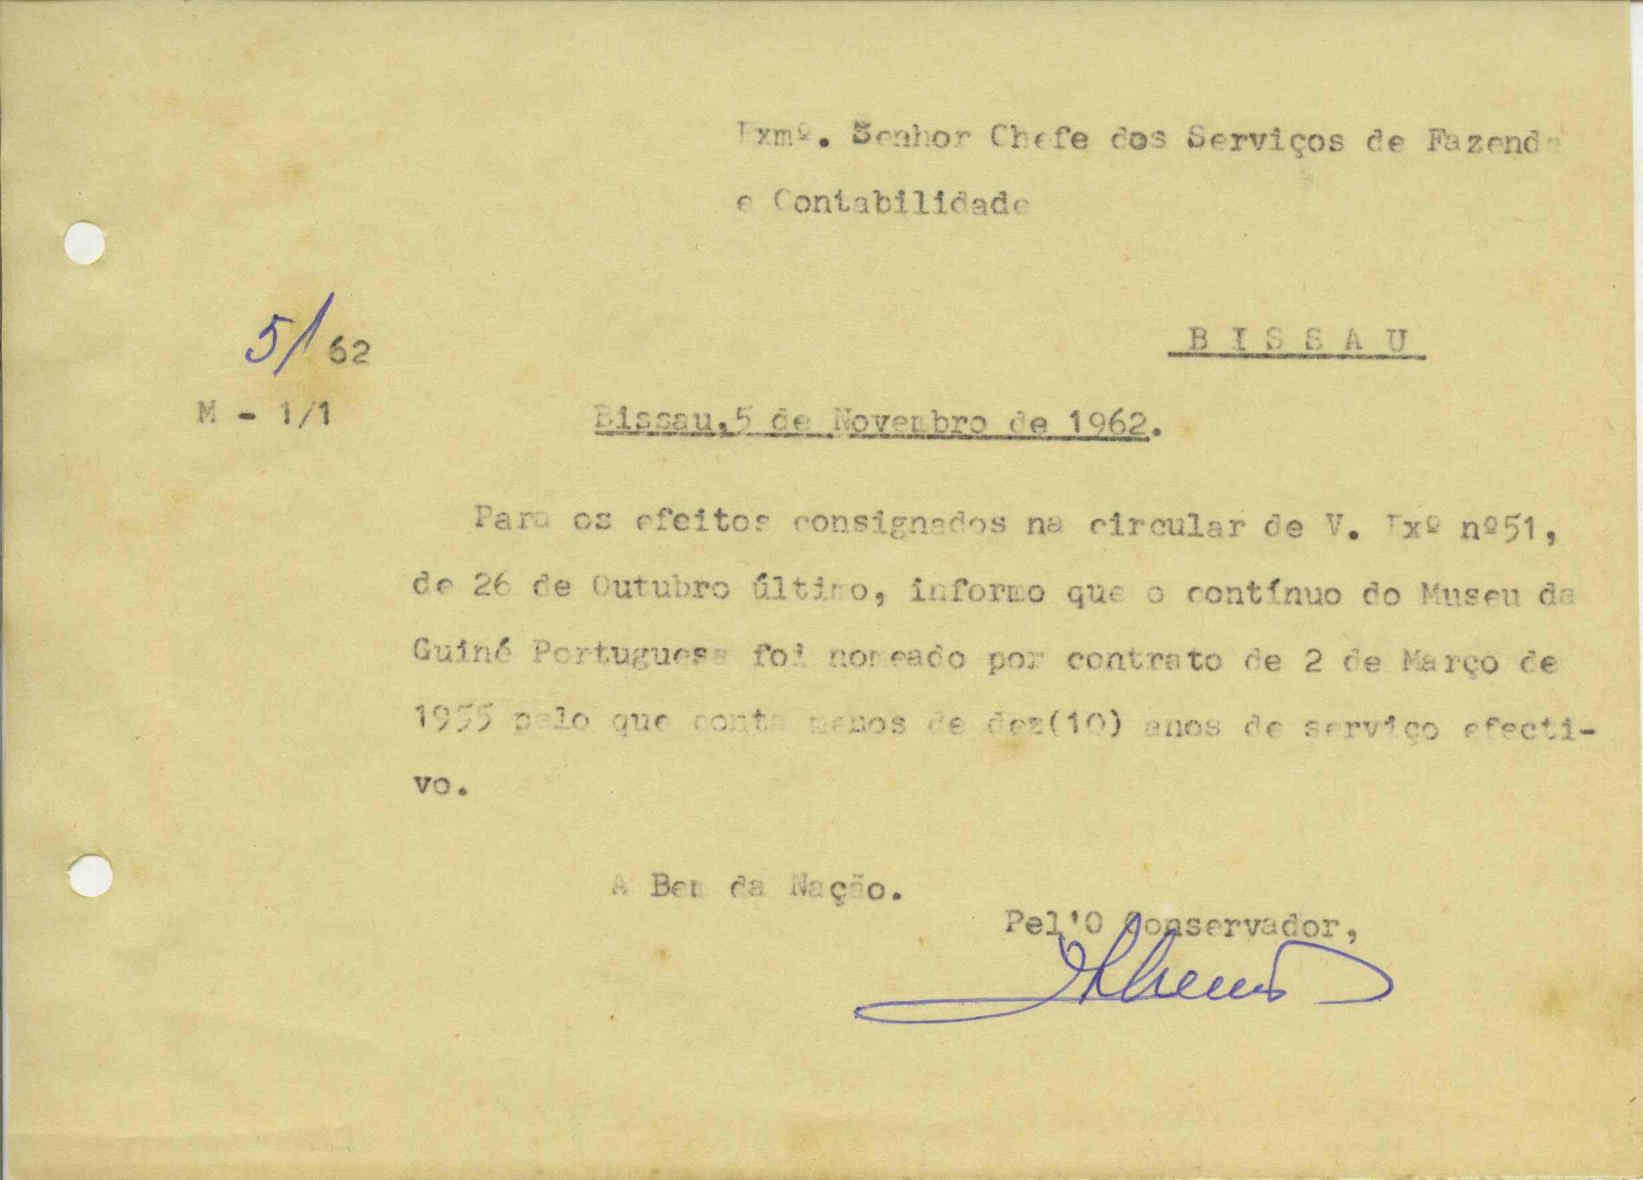 Exmº. Senhor Chefe dos Serviços de Fazenda
e Contabilidade
5/ 62
B I S S A U
M - 1/1
Bissau,5 de Novembro de 1962.
Para os efeitos consignados na circular de V. Exº nº51,
de 26 de Outubro último, informo que o contínuo do Museu da
Guiné Portuguesa foi nomeado por contrato de 2 de Março de
1955 pelo que conta menos de dez(10) anos de serviço efecti-
vo.
A Bem da Nação.
Pel'O Conservador,